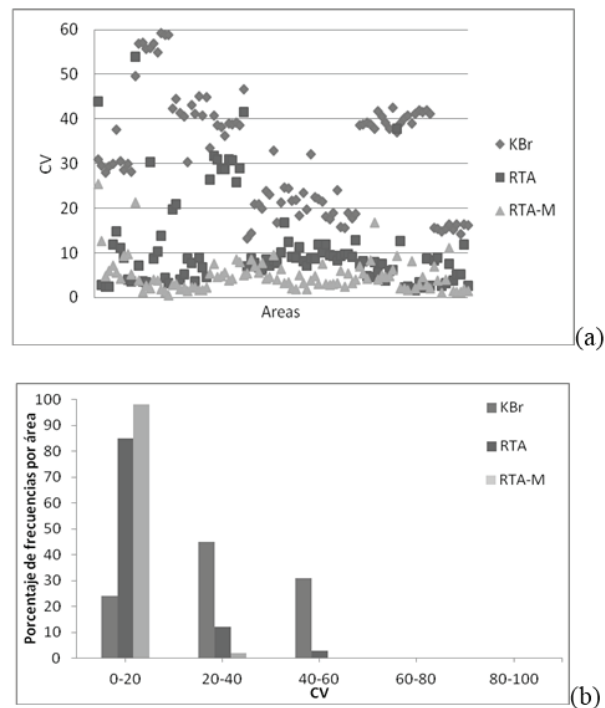 60
50
40
30
20
10
0
CV
Areas
KBr
RTA
RTA-M
(a)
100
90
80
70
60
50
40
30
20
10
0
Porcentaje de frecuencias por área
KBr
RTA
RTA-M
0-20
20-40
40-60
60-80
80-100
CV
(b)